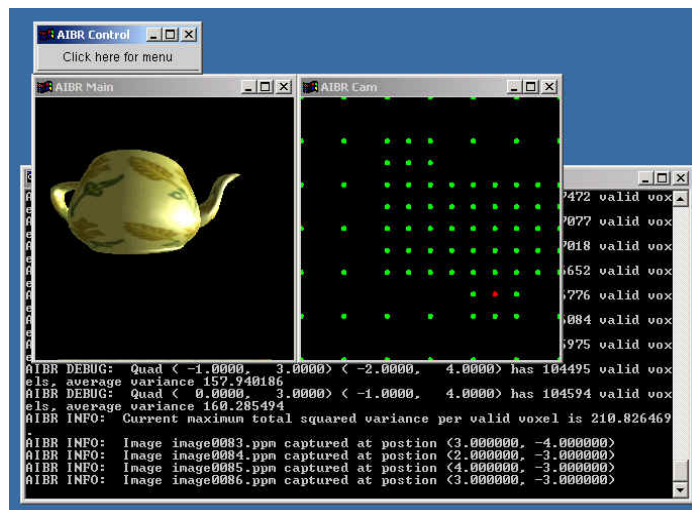 AIBR Control
Click here for menu
AIBR Main
AIBR Cam
7472 valid vox
7077 valid vox
7018 valid vox
6652 valid vox
5776 valid vox
5084 valid vox
5975 valid vox
AIBR DEBUG: Quad ( -1.0000, 3.0000) ( -2.0000, 4.0000) has 104495 valid vox
els, average variance 157.940186
AIBR DEBUG: Quad ( 0.0000, 3.0000) ( -1.0000, 4.0000) has 104594 valid vox
els, average variance 160.285494
AIBR INFO: Current maximum total squared variance per valid voxel is 210.826469
.
AIBR INFO: Image image0083.ppm captured at postion (3.000000, -4.000000)
AIBR INFO: Image image0084.ppm captured at postion (2.000000, -3.000000)
AIBR INFO: Image image0085.ppm captured at postion (4.000000, -3.000000)
AIBR INFO: Image image0086.ppm captured at postion (3.000000, -3.000000)